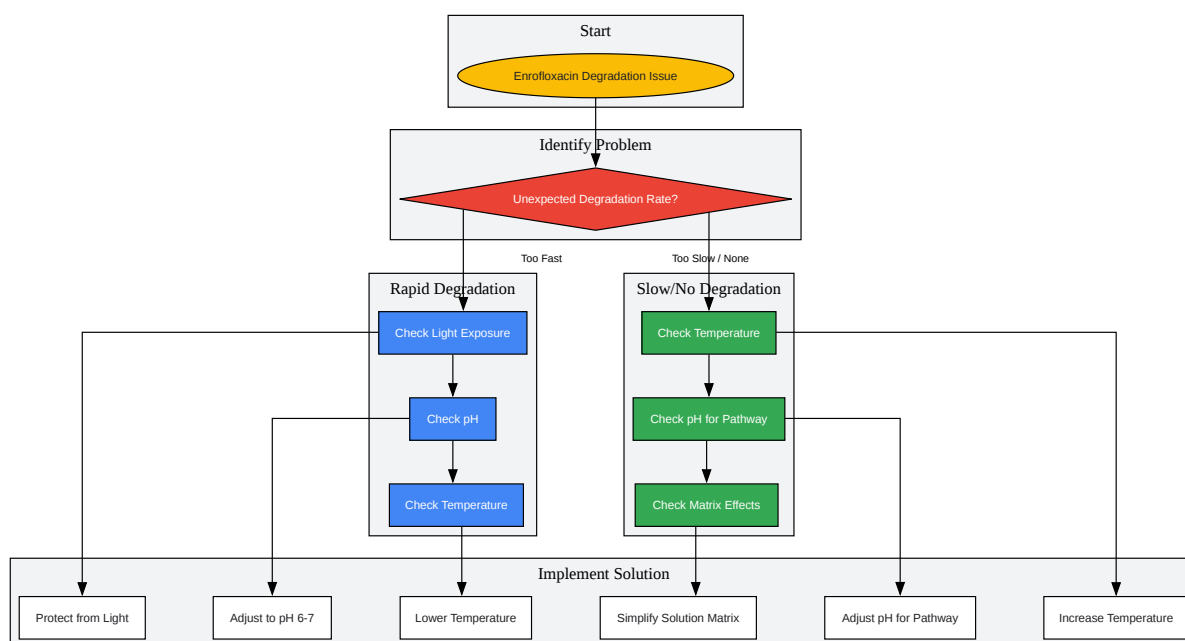 Start
Enrofloxacin Degradation Issue
Identify Problem
Unexpected Degradation Rate?
Too Fast
Too Slow / None
Rapid Degradation
Slow/No Degradation
Check Light Exposure
Check Temperature
Check pH
Check pH for Pathway
Check Temperature
Check Matrix Effects
Implement Solution
Protect from Light
Adjust to pH 6-7
Lower Temperature
Simplify Solution Matrix
Adjust pH for Pathway
Increase Temperature